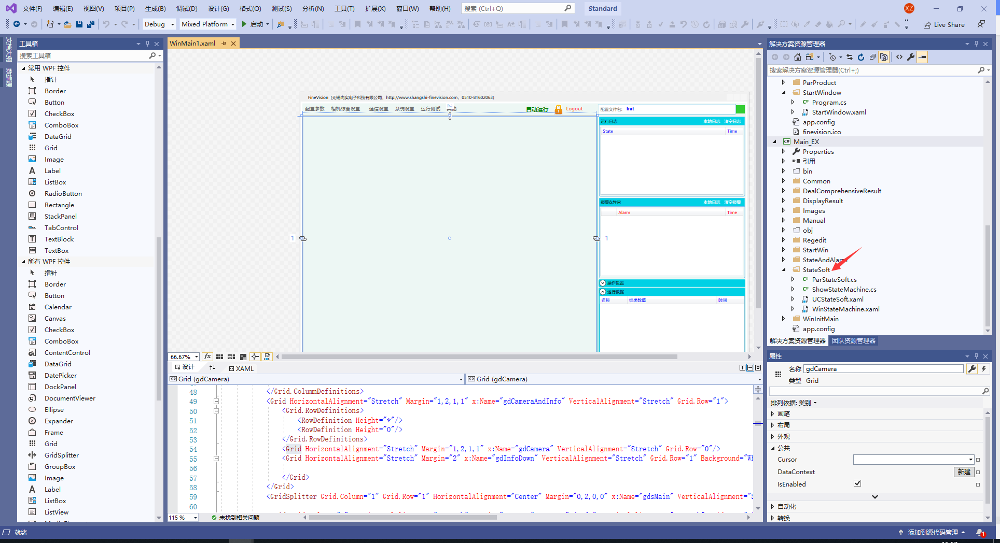 文件(F) 编辑(E) 视图(V) 项目(P) 生成(B) 调试(D) 设计(G) 格式(O) 测试(S) 分析(N) 工具(T) 扩展(X) 窗口(W) 帮助(H) 搜索 (Ctrl+Q) Standard XZ
Debug Mixed Platform 启动 Live Share
文档大纲
数据源
工具箱
搜索工具箱
常用 WPF 控件
指针
Border
Button
CheckBox
ComboBox
DataGrid
Grid
Image
Label
ListBox
RadioButton
Rectangle
StackPanel
TabControl
TextBlock
TextBox
所有 WPF 控件
指针
Border
Button
Calendar
Canvas
CheckBox
ComboBox
ContentControl
DataGrid
DatePicker
DockPanel
DocumentViewer
Ellipse
Expander
Frame
Grid
GridSplitter
GroupBox
Image
Label
ListBox
ListView
WinMain1.xaml
FineVision (无锡尚实电子科技有限公司, http://www.shangshi-finevision.com, 0510-81602063)
配置参数 相机综合设置 通信设置 系统设置 运行测试 其他 自动运行 Logout
配置文件名: Init
运行日志 本地日志 清空日志
State Time
报警&异常 本地日志 清空报警
Alarm Time
操作设置
运行数据
名称 结果数值 时间
1 1
66.67% fx
设计 XAML
Grid (gdCamera) Grid (gdCamera)
48 </Grid.ColumnDefinitions>
49 <Grid HorizontalAlignment="Stretch" Margin="1,2,1,1" x:Name="gdCameraAndInfo" VerticalAlignment="Stretch" Grid.Row="1">
50 <Grid.RowDefinitions>
51 <RowDefinition Height="*"/>
52 <RowDefinition Height="0"/>
53 </Grid.RowDefinitions>
54 <Grid HorizontalAlignment="Stretch" Margin="1,2,1,1" x:Name="gdCamera" VerticalAlignment="Stretch" Grid.Row="0"/>
55 <Grid HorizontalAlignment="Stretch" Margin="2" x:Name="gdInfoDown" VerticalAlignment="Stretch" Grid.Row="1" Background="Wh
56
57 </Grid>
58 </Grid>
59 <GridSplitter Grid.Column="1" Grid.Row="1" HorizontalAlignment="Center" Margin="0,2,0,0" x:Name="gdsMain" VerticalAlignment="S
60
115 % 未找到相关问题
解决方案资源管理器
搜索解决方案资源管理器(Ctrl+;)
ParProduct
StartWindow
C# Program.cs
StartWindow.xaml
app.config
finevision.ico
C# Main_EX
Properties
引用
bin
Common
DealComprehensiveResult
DisplayResult
Images
Manual
obj
Regedit
StartWin
StateAndAlarm
StateSoft
C# ParStateSoft.cs
C# ShowStateMachine.cs
UCStateSoft.xaml
WinStateMachine.xaml
WinInitMain
app.config
解决方案资源管理器 团队资源管理器
属性
名称 gdCamera
类型 Grid
排列依据: 类别
画笔
布局
外观
公共
Cursor
DataContext 新建
IsEnabled
自动化
转换
就绪 添加到源代码管理 1